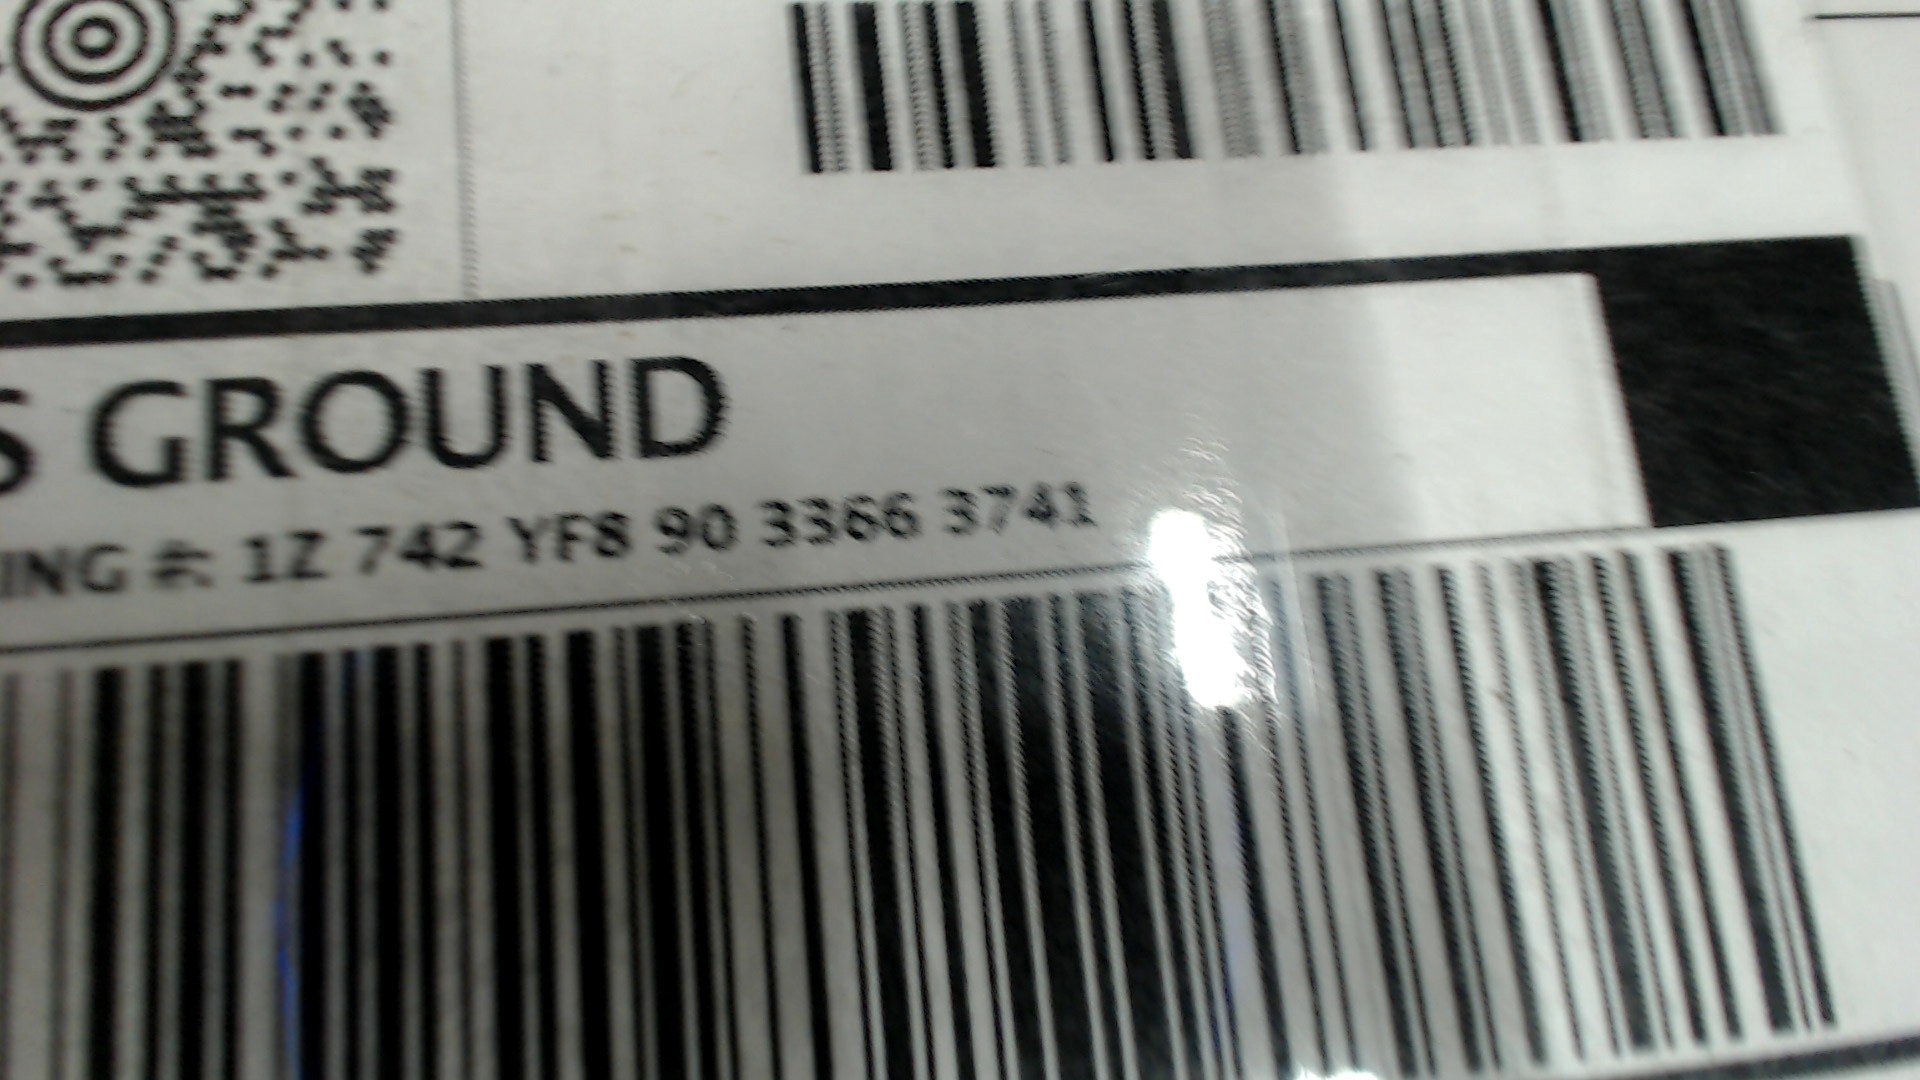 S GROUND
ING #: 1Z 742 YF8 90 3366 3741